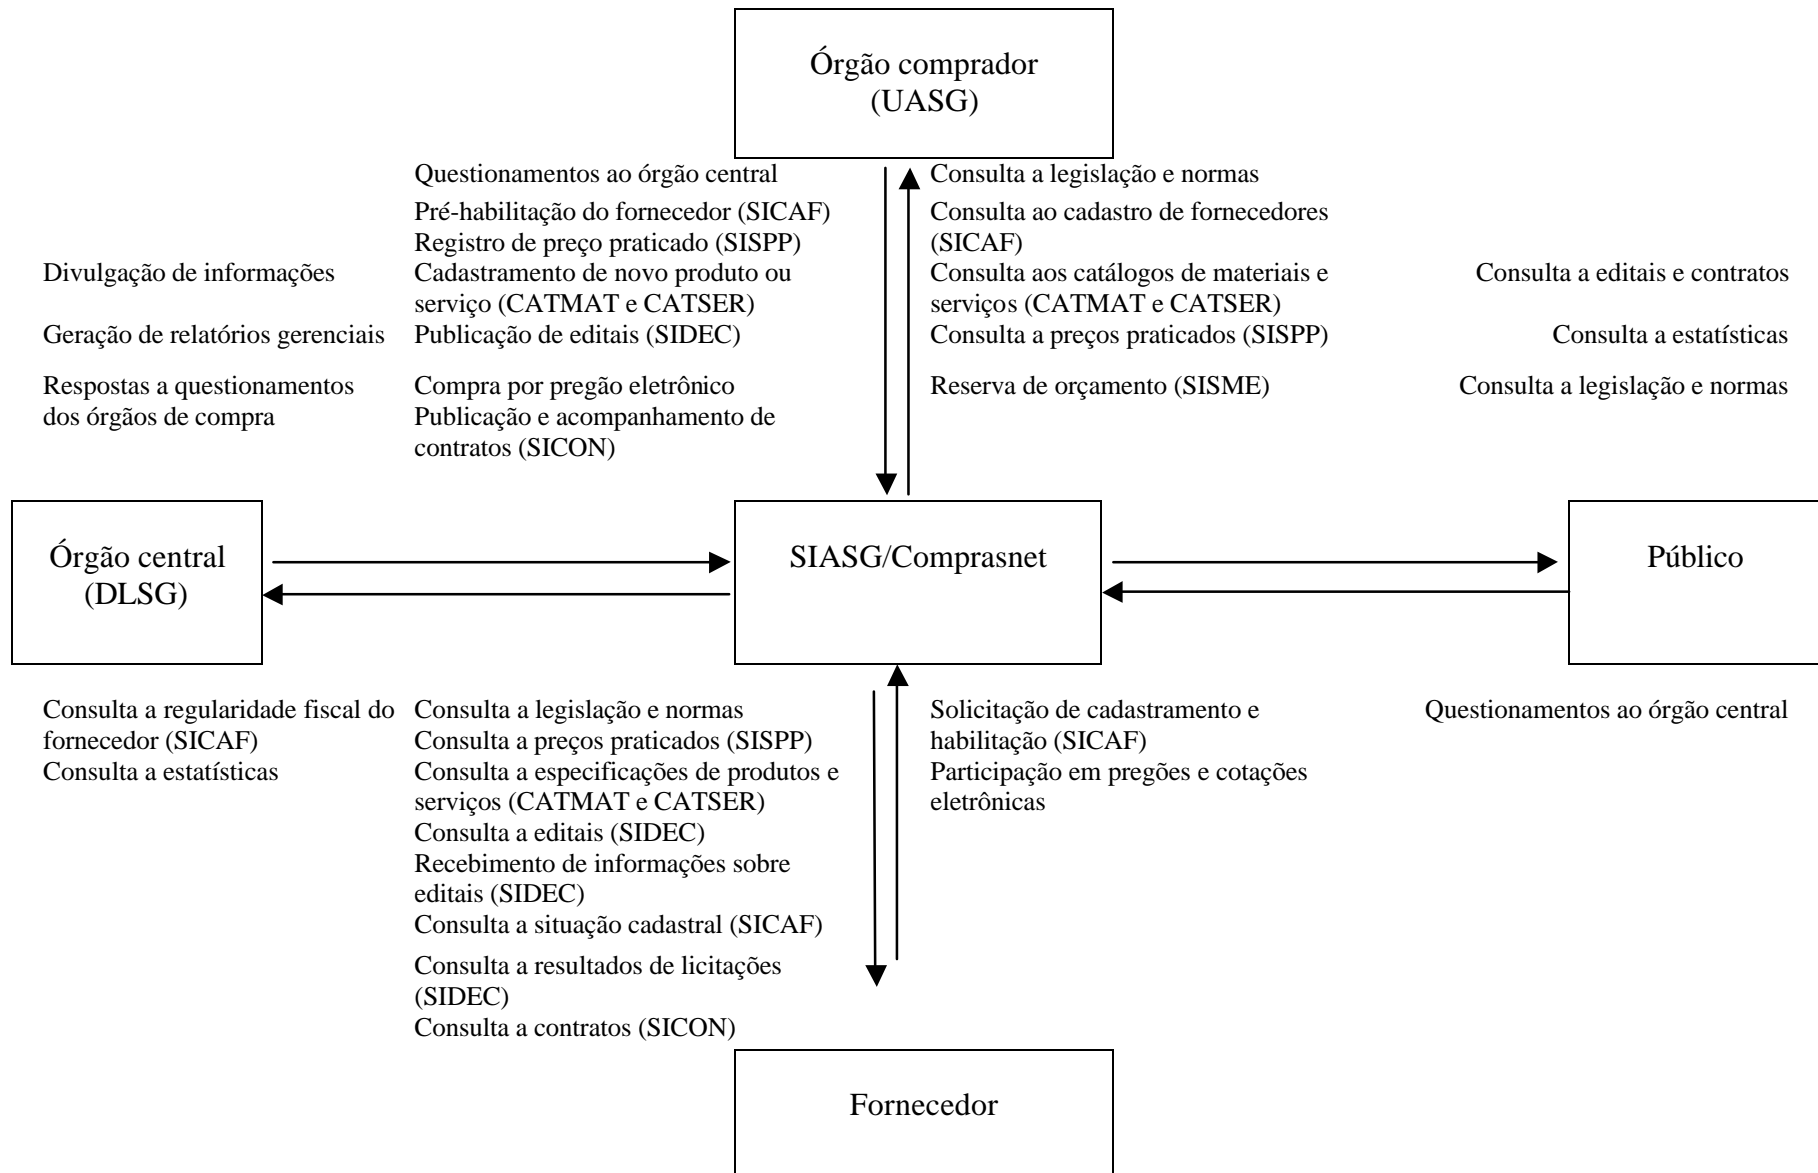 Órgão comprador
(UASG)
Questionamentos ao órgão central
Pré-habilitação do fornecedor (SICAF)
Registro de preço praticado (SISPP)
Cadastramento de novo produto ou
serviço (CATMAT e CATSER)
Publicação de editais (SIDEC)
Compra por pregão eletrônico
Publicação e acompanhamento de
contratos (SICON)
Consulta a legislação e normas
Consulta ao cadastro de fornecedores
(SICAF)
Consulta aos catálogos de materiais e
serviços (CATMAT e CATSER)
Consulta a preços praticados (SISPP)
Reserva de orçamento (SISME)
Divulgação de informações
Geração de relatórios gerenciais
Respostas a questionamentos
dos órgãos de compra
Consulta a editais e contratos
Consulta a estatísticas
Consulta a legislação e normas
Órgão central
(DLSG)
SIASG/Comprasnet
Público
Consulta a regularidade fiscal do
fornecedor (SICAF)
Consulta a estatísticas
Consulta a legislação e normas
Consulta a preços praticados (SISPP)
Consulta a especificações de produtos e
serviços (CATMAT e CATSER)
Consulta a editais (SIDEC)
Recebimento de informações sobre
editais (SIDEC)
Consulta a situação cadastral (SICAF)
Consulta a resultados de licitações
(SIDEC)
Consulta a contratos (SICON)
Solicitação de cadastramento e
habilitação (SICAF)
Participação em pregões e cotações
eletrônicas
Questionamentos ao órgão central
Fornecedor